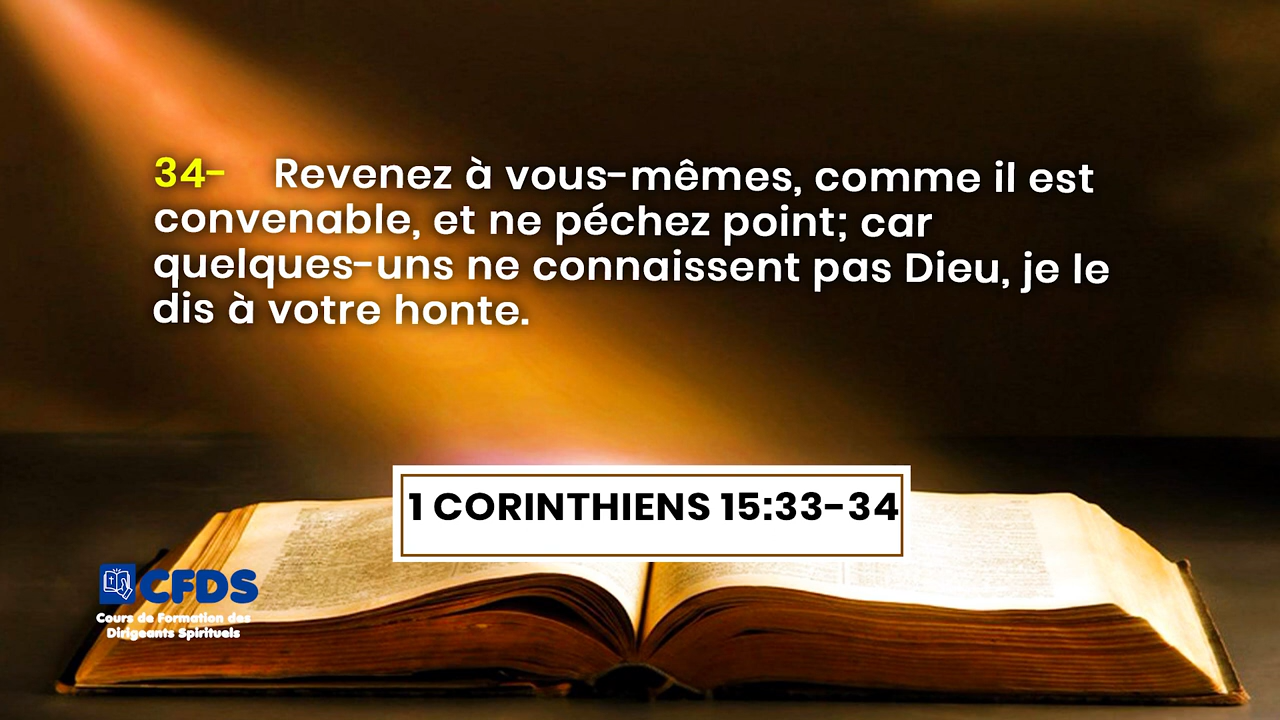 34- Revenez à vous-mêmes, comme il est
convenable, et ne péchez point; car
quelques-uns ne connaissent pas Dieu, je le
dis à votre honte.
1 CORINTHIENS 15:33-34
CFDS
Cours de Formation des
Dirigeants Spirituels